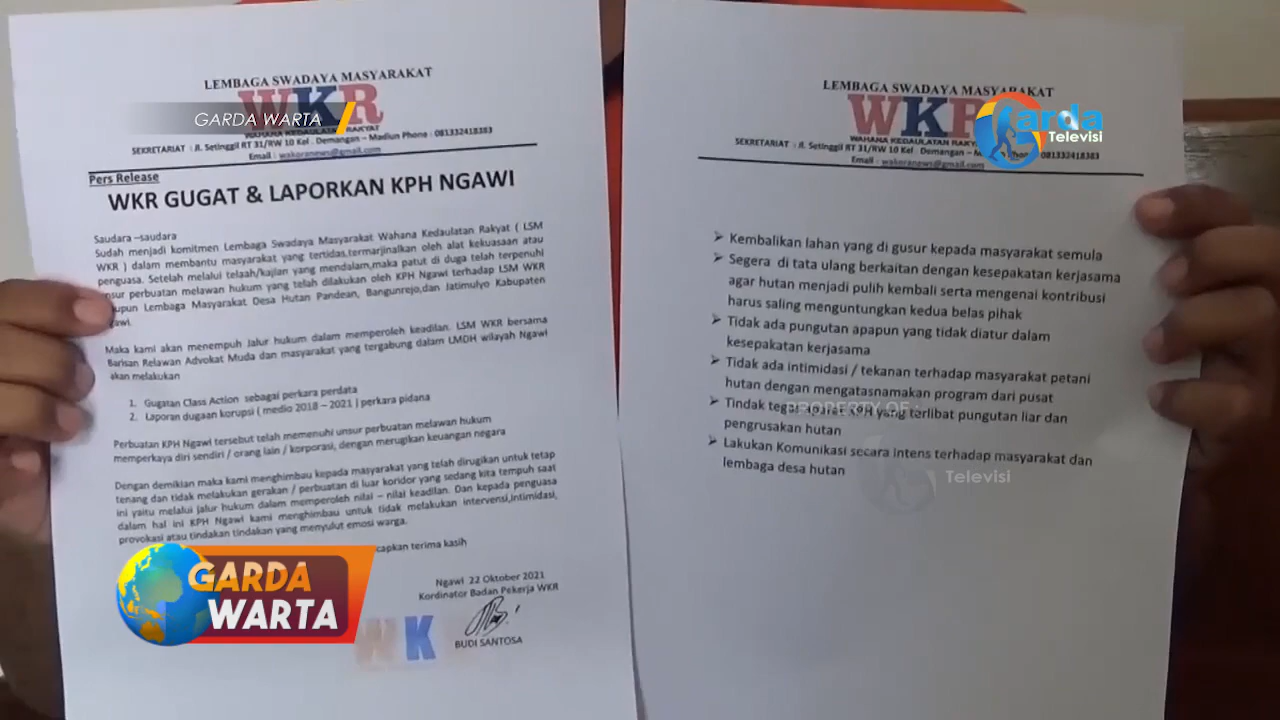 LEMBAGA SWADAYA MASYARAKAT
WKR
GARDA WARTA
WAHANA KEDAULATAN RAKYAT
SEKRETARIAT : Jl. Setinggil RT 31/RW 10 Kel . Demangan – Madiun Phone : 081332418383
Email : wakoranews@gmail.com
Pers Release
WKR GUGAT & LAPORKAN KPH NGAWI
Saudara –saudara
Sudah menjadi komitmen Lembaga Swadaya Masyarakat Wahana Kedaulatan Rakyat ( LSM
WKR ) dalam membantu masyarakat yang tertidas,termarjinalkan oleh alat kekuasaan atau
penguasa. Setelah melalui telaah/kajian yang mendalam,maka patut di duga telah terpenuhi
unsur perbuatan melawan hukum yang telah dilakukan oleh KPH Ngawi terhadap LSM WKR
Lembaga Masyarakat Desa Hutan Pandean, Bangunrejo,dan Jatimulyo Kabupaten
Maka kami akan menempuh Jalur hukum dalam memperoleh keadilan. LSM WKR bersama
Barisan Relawan Advokat Muda dan masyarakat yang tergabung dalam LMDH wilayah Ngawi
akan melakukan
1. Gugatan Class Action sebagai perkara perdata
2. Laporan dugaan korupsi ( medio 2018 – 2021 ) perkara pidana
Perbuatan KPH Ngawi tersebut telah memenuhi unsur perbuatan melawan hukum
memperkaya diri sendiri / orang lain / korporasi, dengan merugikan keuangan negara
Dengan demikian maka kami menghimbau kepada masyarakat yang telah dirugikan untuk tetap
tenang dan tidak melakukan gerakan / perbuatan di luar koridor yang sedang kita tempuh saat
ini yaitu melalui jalur hukum dalam memperoleh nilai – nilai keadilan. Dan kepada penguasa
dalam hal ini KPH Ngawi kami menghimbau untuk tidak melakukan intervensi,intimidasi,
provokasi atau tindakan tindakan yang menyulut emosi warga.
terima kasih
Ngawi 22 Oktober 2021
Kordinator Badan Pekerja WKR
BUDI SANTOSA
WK
GARDA
WARTA
LEMBAGA SWADAYA MASYARAKAT
WKR
Garda
Televisi
WAHANA KEDAULATAN
SEKRETARIAT : Jl. Setinggil RT 31/RW 10 Kel . Demangan – Phone : 081332418383
Email : wakoranews@gmail.com
➢ Kembalikan lahan yang di gusur kepada masyarakat semula
➢ Segera di tata ulang berkaitan dengan kesepakatan kerjasama
agar hutan menjadi pulih kembali serta mengenai kontribusi
harus saling menguntungkan kedua belas pihak
➢ Tidak ada pungutan apapun yang tidak diatur dalam
kesepakatan kerjasama
➢ Tidak ada intimidasi / tekanan terhadap masyarakat petani
hutan dengan mengatasnamakan program dari pusat
➢ Tindak tegas aparat KPH yang terlibat pungutan liar dan
pengrusakan hutan
➢ Lakukan Komunikasi secara intens terhadap masyarakat dan
lembaga desa hutan
PROPERTY OF :
Televisi